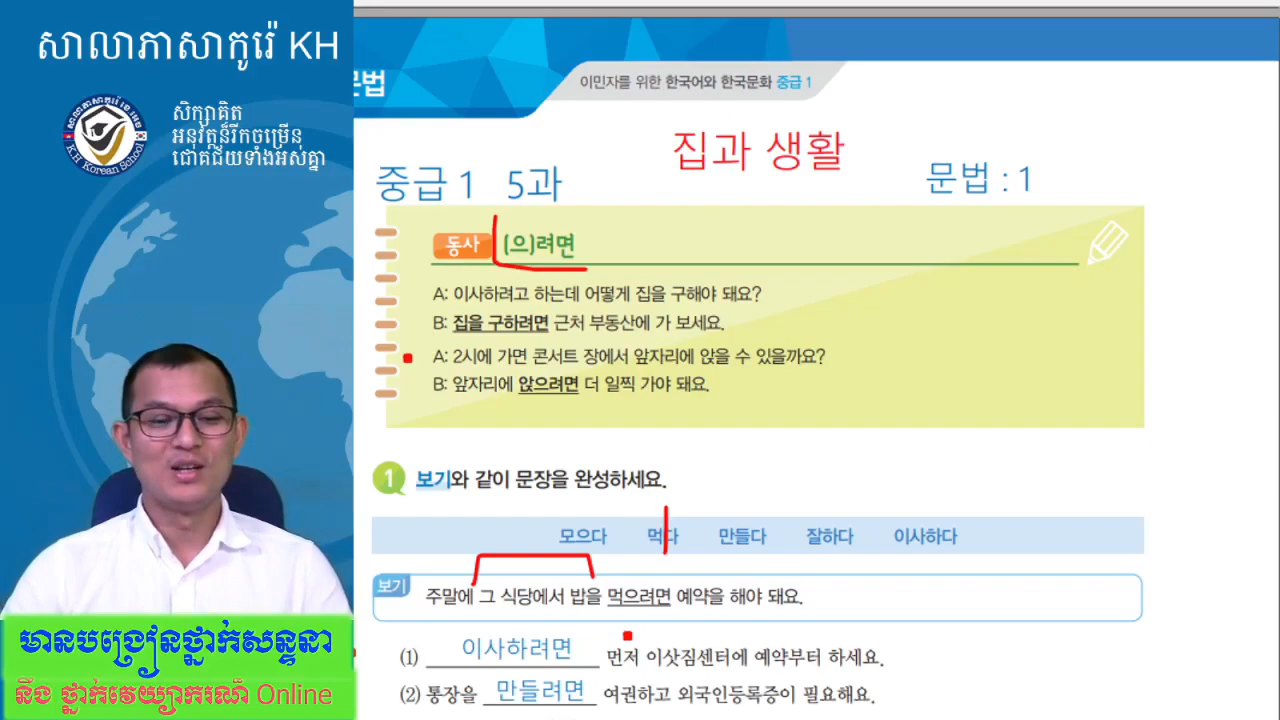 សាលាភាសាកូរ៉េ KH
សិក្សាគិត
អនុវត្តន៍រីកចម្រើន
ជោគជ័យទាំងអស់គ្នា
K.H Korean School
មានបង្រៀនថ្នាក់សន្ទនា
និង ថ្នាក់វេយ្យាករណ៍ Online
문법
이민자를 위한 한국어와 한국문화 중급 1
집과 생활
중급 1 5과
문법 : 1
동사 (으)려면
A: 이사하려고 하는데 어떻게 집을 구해야 돼요?
B: 집을 구하려면 근처 부동산에 가 보세요.
A: 2시에 가면 콘서트 장에서 앞자리에 앉을 수 있을까요?
B: 앞자리에 앉으려면 더 일찍 가야 돼요.
1 보기와 같이 문장을 완성하세요.
모으다 먹다 만들다 잘하다 이사하다
보기 주말에 그 식당에서 밥을 먹으려면 예약을 해야 돼요.
(1) 이사하려면 먼저 이삿짐센터에 예약부터 하세요.
(2) 통장을 만들려면 여권하고 외국인등록증이 필요해요.